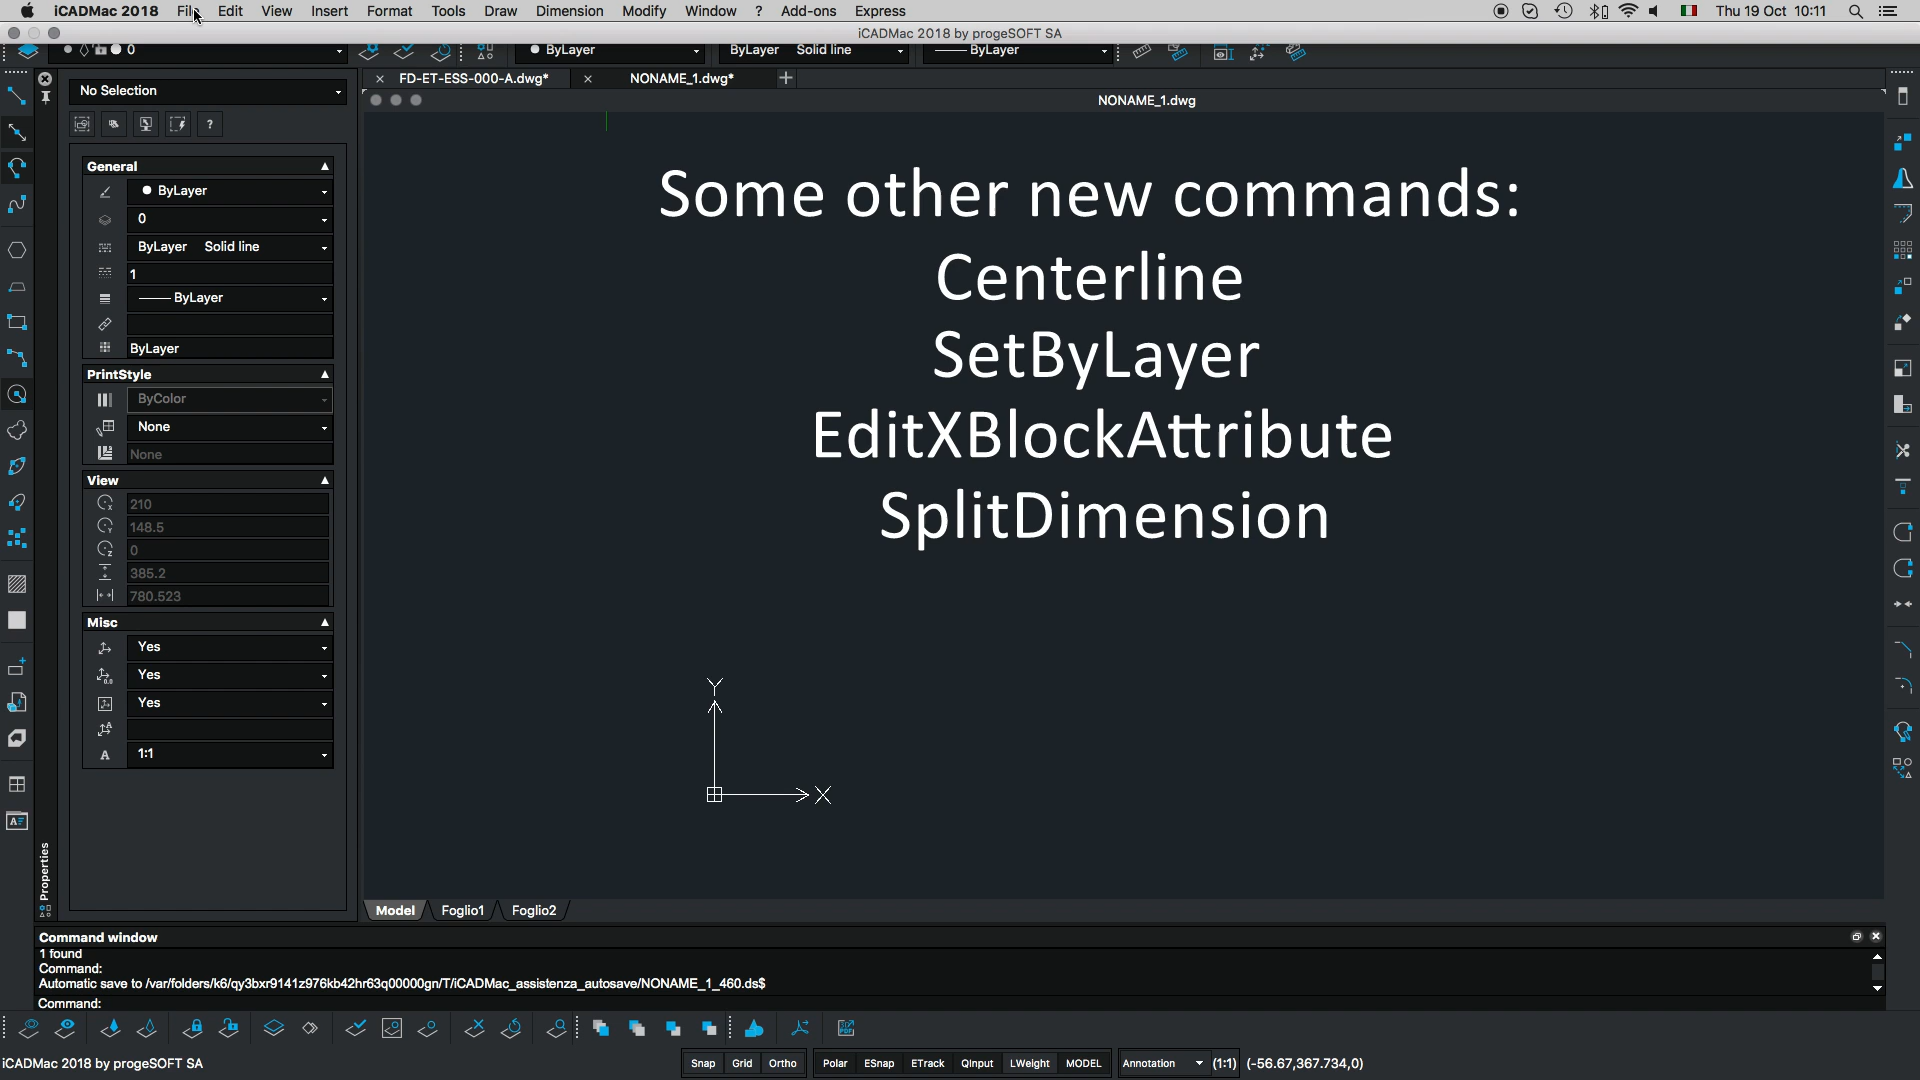 iCADMac 2018 File Edit View Insert Format Tools Draw Dimension Modify Window ? Add-ons Express Thu 19 Oct 10:11
iCADMac 2018 by progeSOFT SA
0 ByLayer ByLayer Solid line ByLayer
FD-ET-ESS-000-A.dwg* NONAME_1.dwg*
No Selection
NONAME_1.dwg
?
General
ByLayer
0
ByLayer Solid line
1
ByLayer
ByLayer
PrintStyle
ByColor
None
None
View
210
148.5
0
385.2
780.523
Misc
Yes
Yes
Yes
1:1
Properties
Some other new commands:
Centerline
SetByLayer
EditXBlockAttribute
SplitDimension
Y
X
Model Foglio1 Foglio2
Command window
1 found
Command:
Automatic save to /var/folders/k6/qy3bxr9141z976kb42hr63q00000gn/T/iCADMac_assistenza_autosave/NONAME_1_460.ds$
Command:
iCADMac 2018 by progeSOFT SA Snap Grid Ortho Polar ESnap ETrack QInput LWeight MODEL Annotation (1:1) (-56.67,367.734,0)